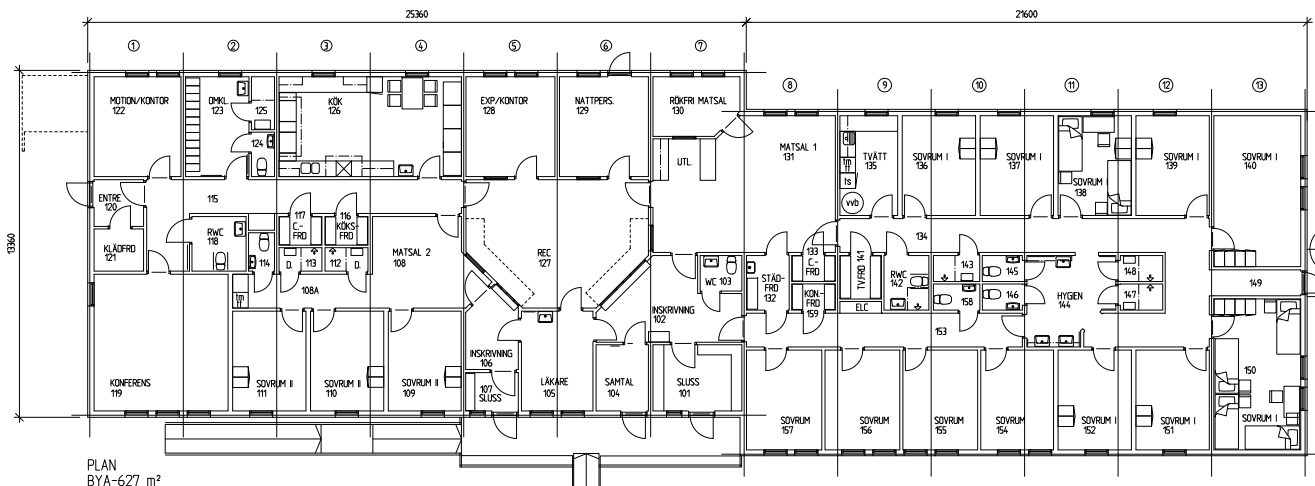 25360
21600
1
2
3
4
5
6
7
8
9
10
11
12
13
13360
MOTION/KONTOR
122
OMKL
123
125
124
KÖK
126
EXP/KONTOR
128
NATTPERS.
129
RÖKFRI MATSAL
130
UTL.
MATSAL 1
131
TVÄTT
135
tm
tt
ts
vvb
SOVRUM I
136
SOVRUM I
137
SOVRUM I
138
SOVRUM I
139
SOVRUM I
140
ENTRE
120
115
KLÄDFRD
121
RWC
118
114
117
C.-
FRD
116
KÖKS-
FRD
D.
113
112
D.
108A
tm
MATSAL 2
108
REC
127
WC 103
INSKRIVNING
102
STÄD-
FRD
132
133
C.-
FRD
KON.-
FRD
159
134
TV.FRD 141
RWC
142
ELC
143
158
145
146
HYGIEN
144
148
147
149
153
KONFERENS
119
SOVRUM II
111
SOVRUM II
110
SOVRUM II
109
INSKRIVNING
106
107
SLUSS
LÄKARE
105
SAMTAL
104
SLUSS
101
SOVRUM
157
SOVRUM
156
SOVRUM
155
SOVRUM
154
SOVRUM I
152
SOVRUM I
151
150
SOVRUM I
PLAN
BYA-627 m²